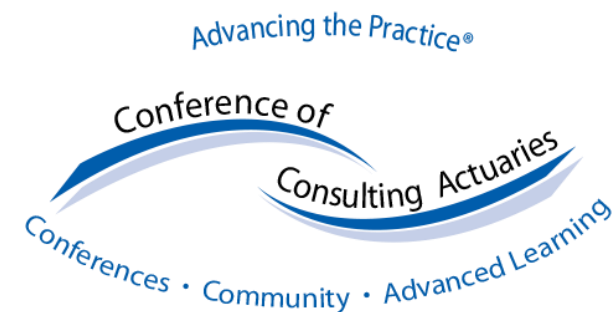 Advancing the Practice®
Conference of
Consulting Actuaries
Conferences · Community · Advanced Learning